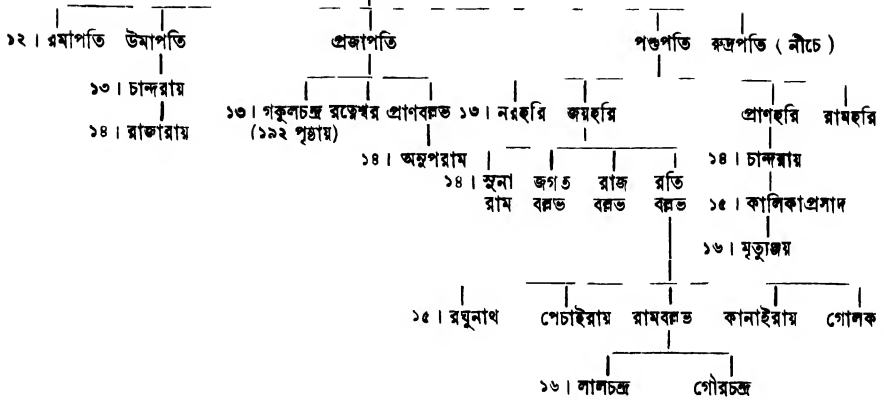 ১২। রমাপতি উমাপতি প্রজাপতি পশুপতি রুদ্রপতি ( নীচে )
১৩। চান্দরায় ১৩। গকুলচন্দ্র রত্নেশ্বর প্রাণবল্লভ ১৩। নরহরি জয়হরি প্রাণহরি রামহরি
১৪। রাজারায় (১৯২ পৃষ্ঠায়)
১৪। অনুপরাম ১৪। চান্দরায়
১৪। সুনা জগত রাজ রতি
রাম বল্লভ বল্লভ বল্লভ ১৫। কালিকাপ্রসাদ
১৬। মৃত্যুঞ্জয়
১৫। রঘুনাথ পেচাইরায় রামবল্লভ কানাইরায় গোলক
১৬। লালচন্দ্র গৌরচন্দ্র